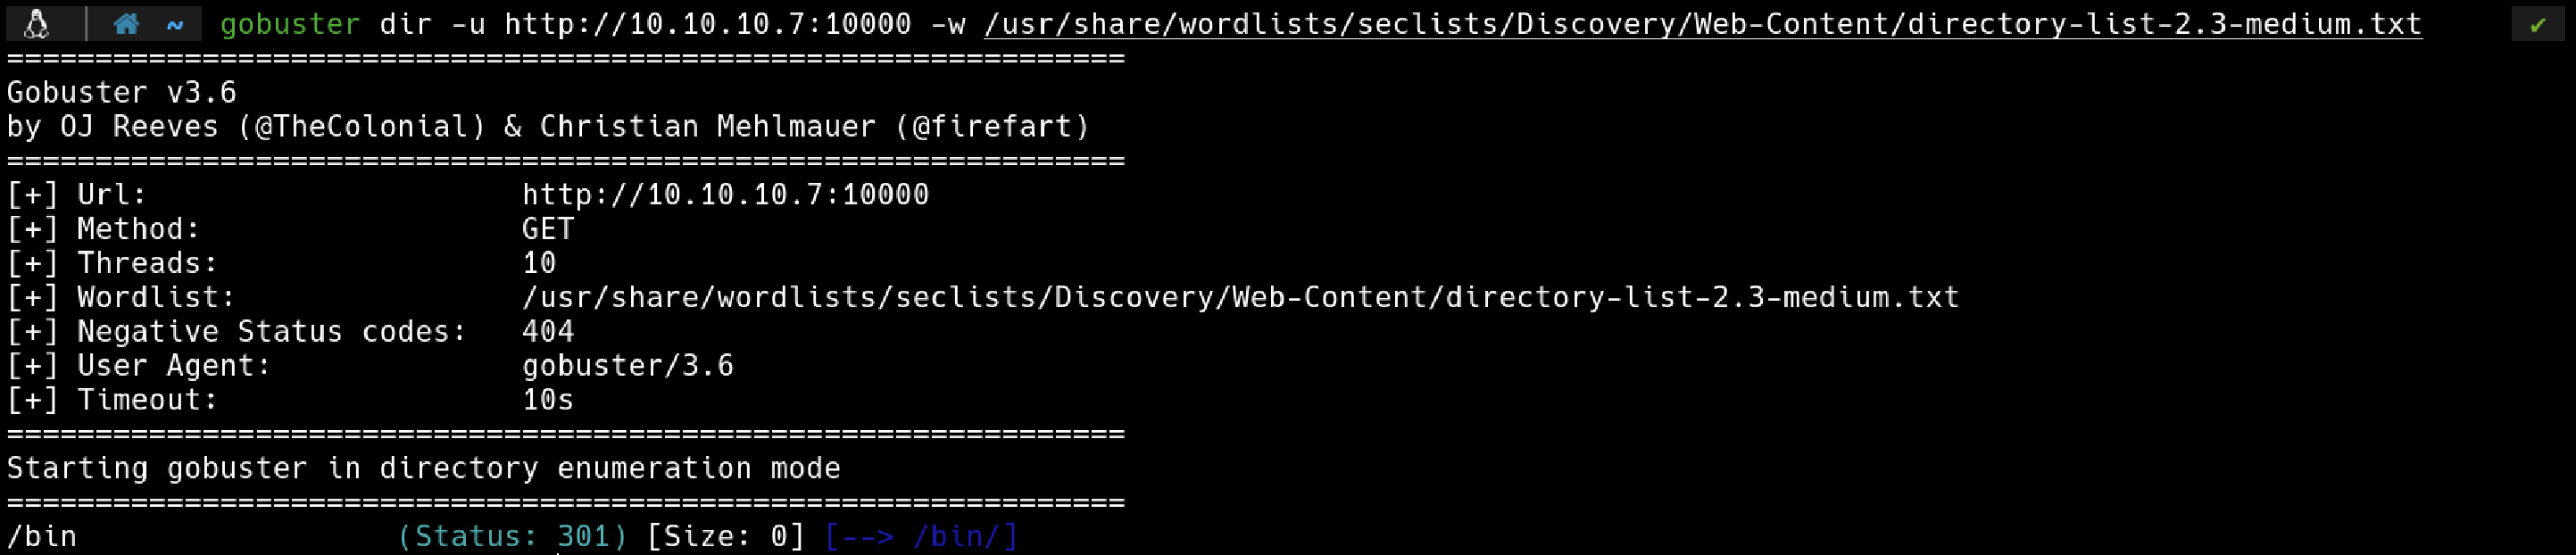 ~ gobuster dir -u http://10.10.10.7:10000 -w /usr/share/wordlists/seclists/Discovery/Web-Content/directory-list-2.3-medium.txt ✔
===============================================================
Gobuster v3.6
by OJ Reeves (@TheColonial) & Christian Mehlmauer (@firefart)
===============================================================
[+] Url:                     http://10.10.10.7:10000
[+] Method:                  GET
[+] Threads:                 10
[+] Wordlist:                /usr/share/wordlists/seclists/Discovery/Web-Content/directory-list-2.3-medium.txt
[+] Negative Status codes:   404
[+] User Agent:              gobuster/3.6
[+] Timeout:                 10s
===============================================================
Starting gobuster in directory enumeration mode
===============================================================
/bin                  (Status: 301) [Size: 0] [--> /bin/]